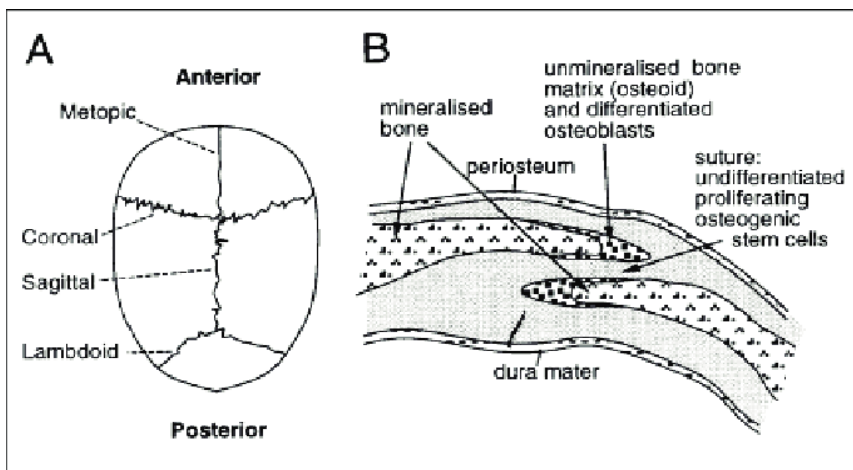 A
Anterior
Metopic
Coronal
Sagittal
Lambdoid
Posterior
B
mineralised
bone
unmineralised bone
matrix (osteoid)
and differentiated
osteoblasts
periosteum
suture:
undifferentiated
proliferating
osteogenic
stem cells
dura mater